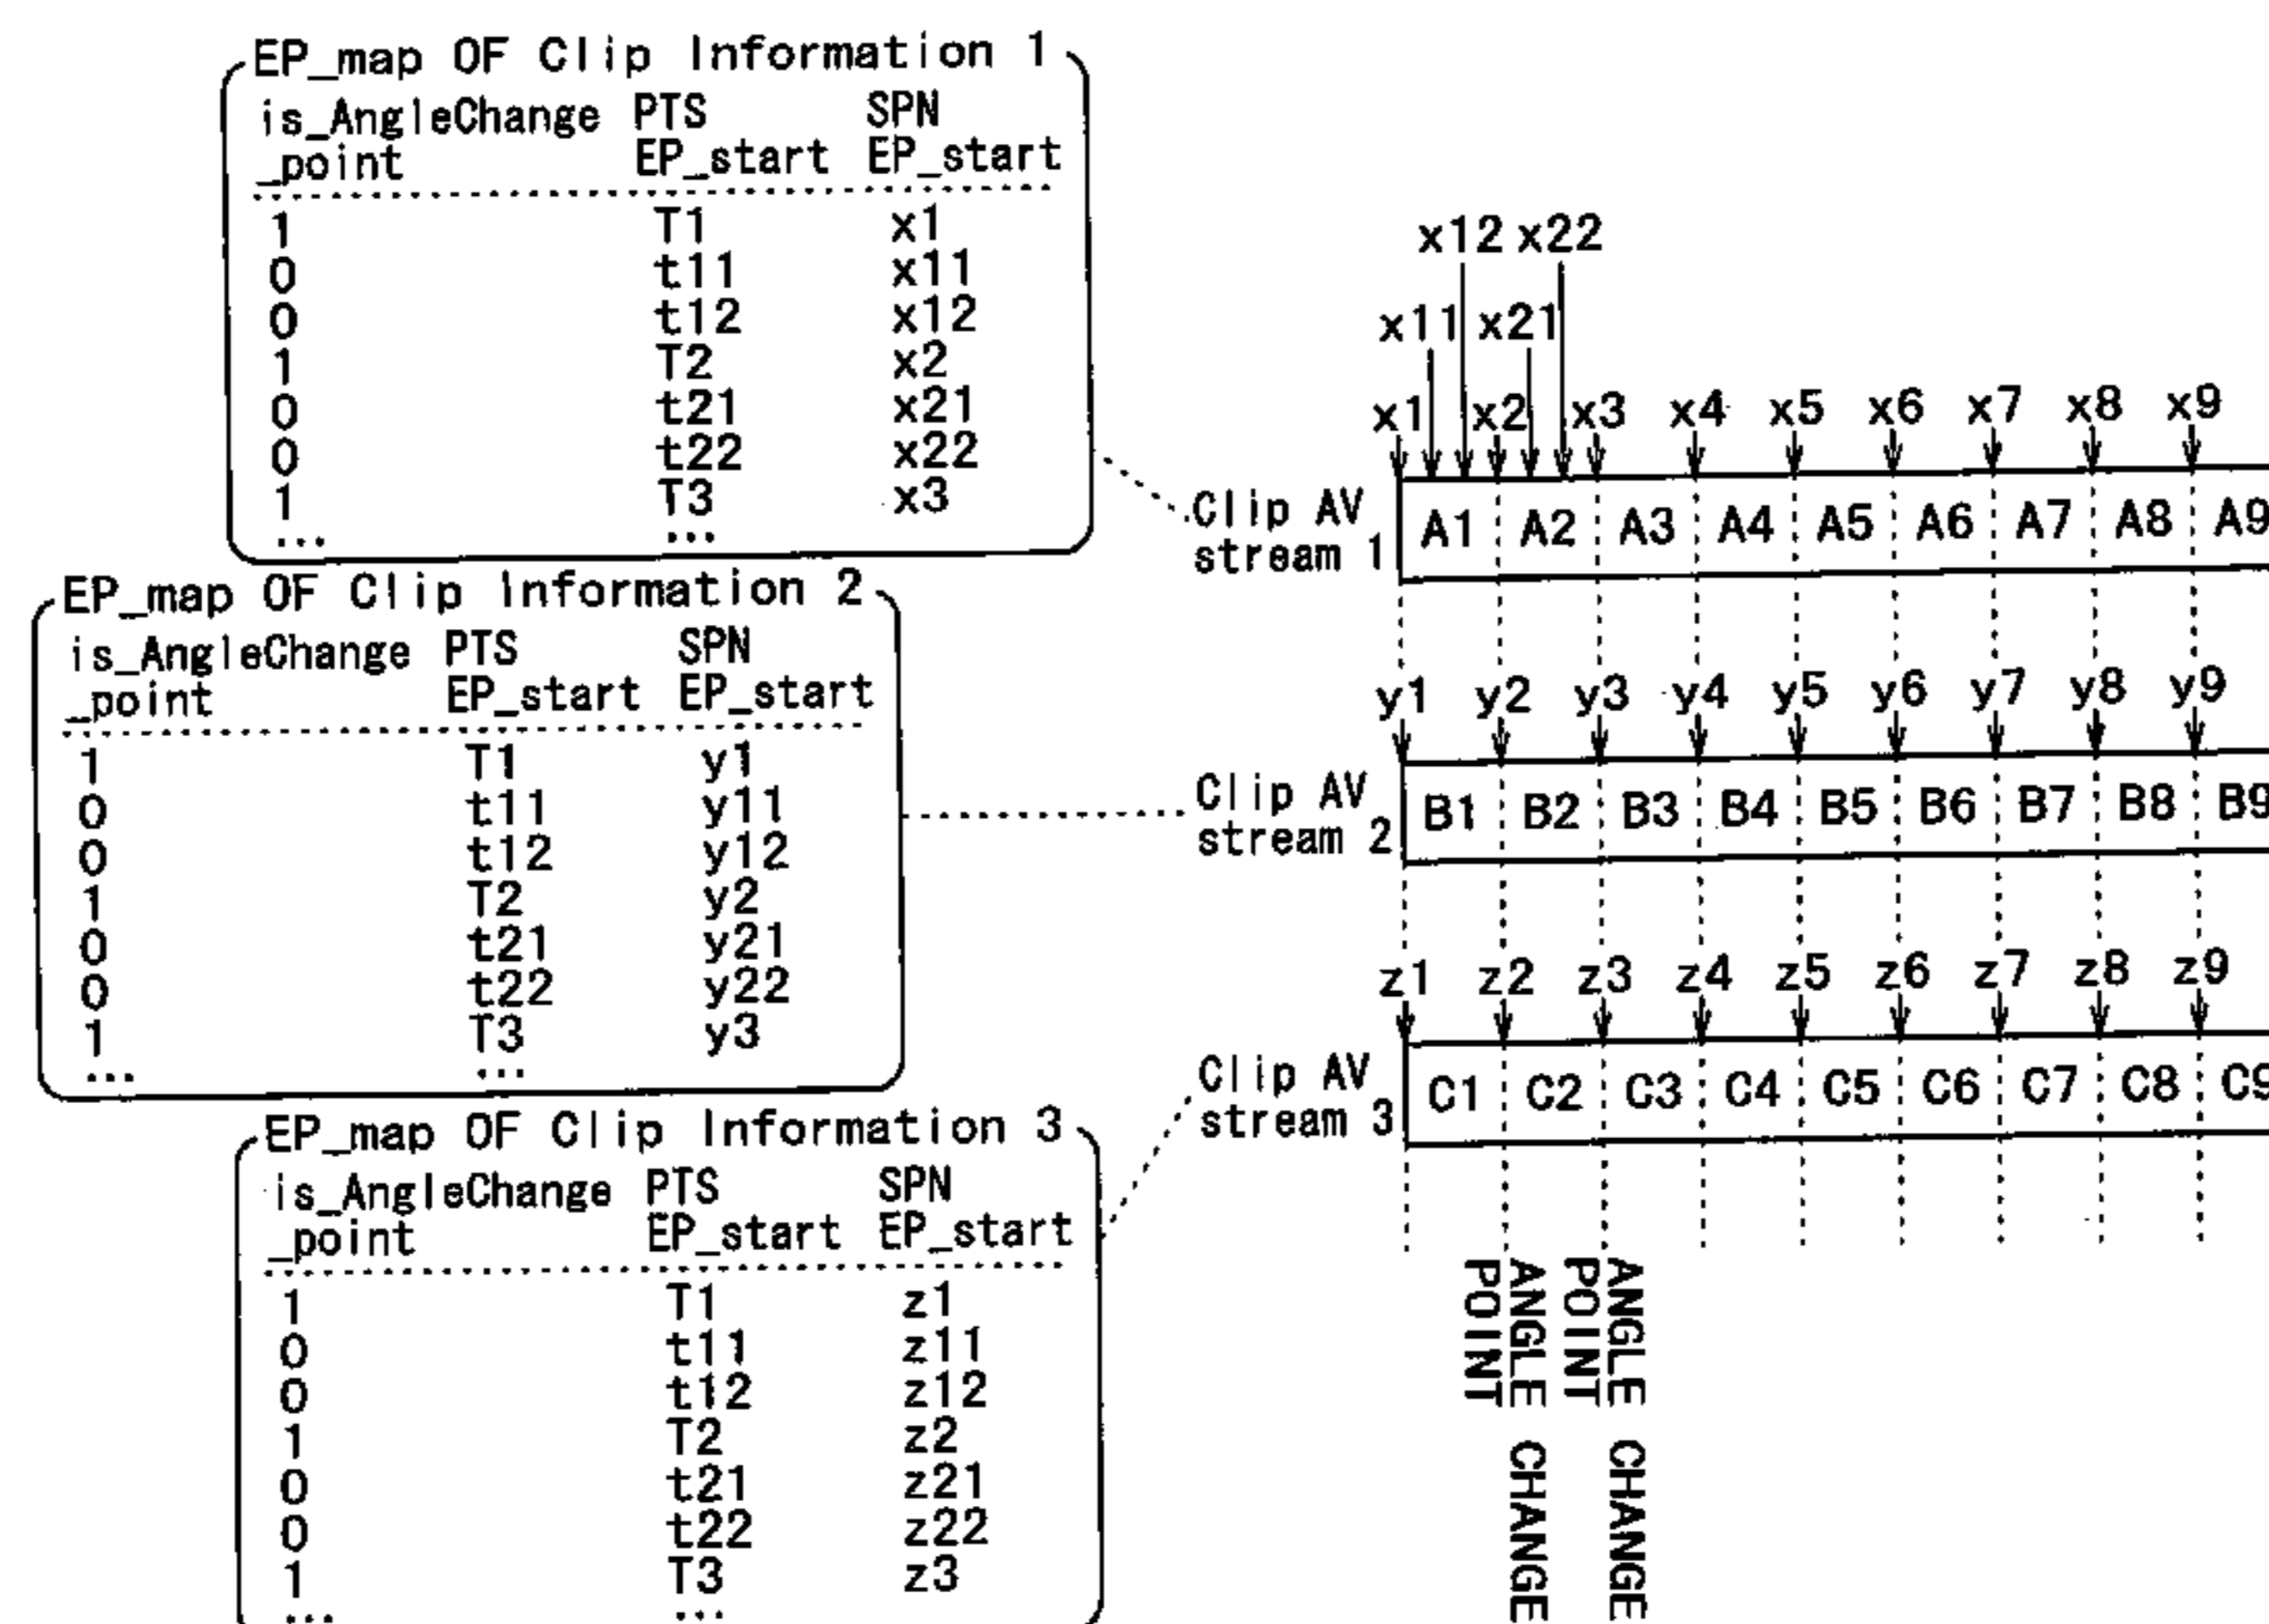 EP_map OF Clip Information 1
is_AngleChange PTS SPN
_point EP_start EP_start
1 T1 x1
0 t11 x11
0 t12 x12
1 T2 x2
0 t21 x21
0 t22 x22
1 T3 x3
... ...
EP_map OF Clip Information 2
is_AngleChange PTS SPN
_point EP_start EP_start
1 T1 y1
0 t11 y11
0 t12 y12
1 T2 y2
0 t21 y21
0 t22 y22
1 T3 y3
... ...
EP_map OF Clip Information 3
is_AngleChange PTS SPN
_point EP_start EP_start
1 T1 z1
0 t11 z11
0 t12 z12
1 T2 z2
0 t21 z21
0 t22 z22
1 T3 z3
... ...
x12 x22
x11 x21
x1 x2 x3 x4 x5 x6 x7 x8 x9
Clip AV
stream 1
A1 A2 A3 A4 A5 A6 A7 A8 A9
y1 y2 y3 y4 y5 y6 y7 y8 y9
Clip AV
stream 2
B1 B2 B3 B4 B5 B6 B7 B8 B9
z1 z2 z3 z4 z5 z6 z7 z8 z9
Clip AV
stream 3
C1 C2 C3 C4 C5 C6 C7 C8 C9
ANGLE CHANGE
POINT
ANGLE CHANGE
POINT